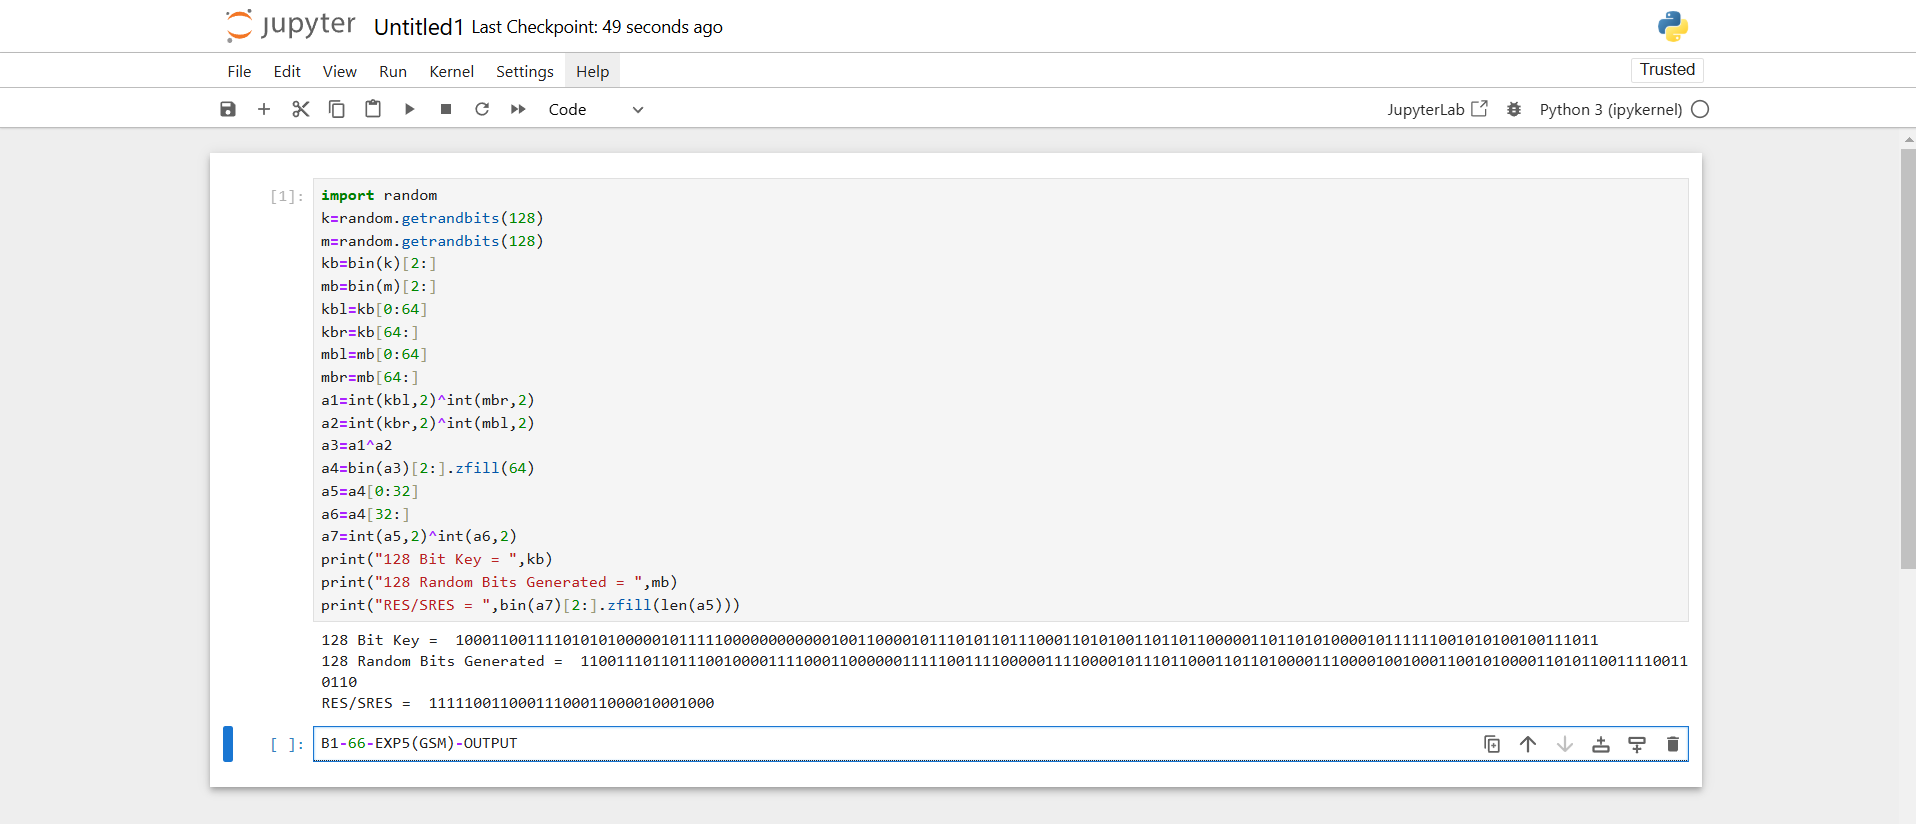 jupyter Untitled1 Last Checkpoint: 49 seconds ago
File Edit View Run Kernel Settings Help Trusted
Code JupyterLab Python 3 (ipykernel)
[1]: import random
k=random.getrandbits(128)
m=random.getrandbits(128)
kb=bin(k)[2:]
mb=bin(m)[2:]
kbl=kb[0:64]
kbr=kb[64:]
mbl=mb[0:64]
mbr=mb[64:]
a1=int(kbl,2)^int(mbr,2)
a2=int(kbr,2)^int(mbl,2)
a3=a1^a2
a4=bin(a3)[2:].zfill(64)
a5=a4[0:32]
a6=a4[32:]
a7=int(a5,2)^int(a6,2)
print("128 Bit Key = ",kb)
print("128 Random Bits Generated = ",mb)
print("RES/SRES = ",bin(a7)[2:].zfill(len(a5)))
128 Bit Key =  10001100111101010100000101111100000000000010011000010111010110111000110101001101101100000110110101000010111111001010100100111011
128 Random Bits Generated =  1100111011011100100001111000110000001111100111100000111100001011101100011011010000111000010010001100101000011010110011110011
0110
RES/SRES =  11111001100011100011000010001000
[ ]: B1-66-EXP5(GSM)-OUTPUT